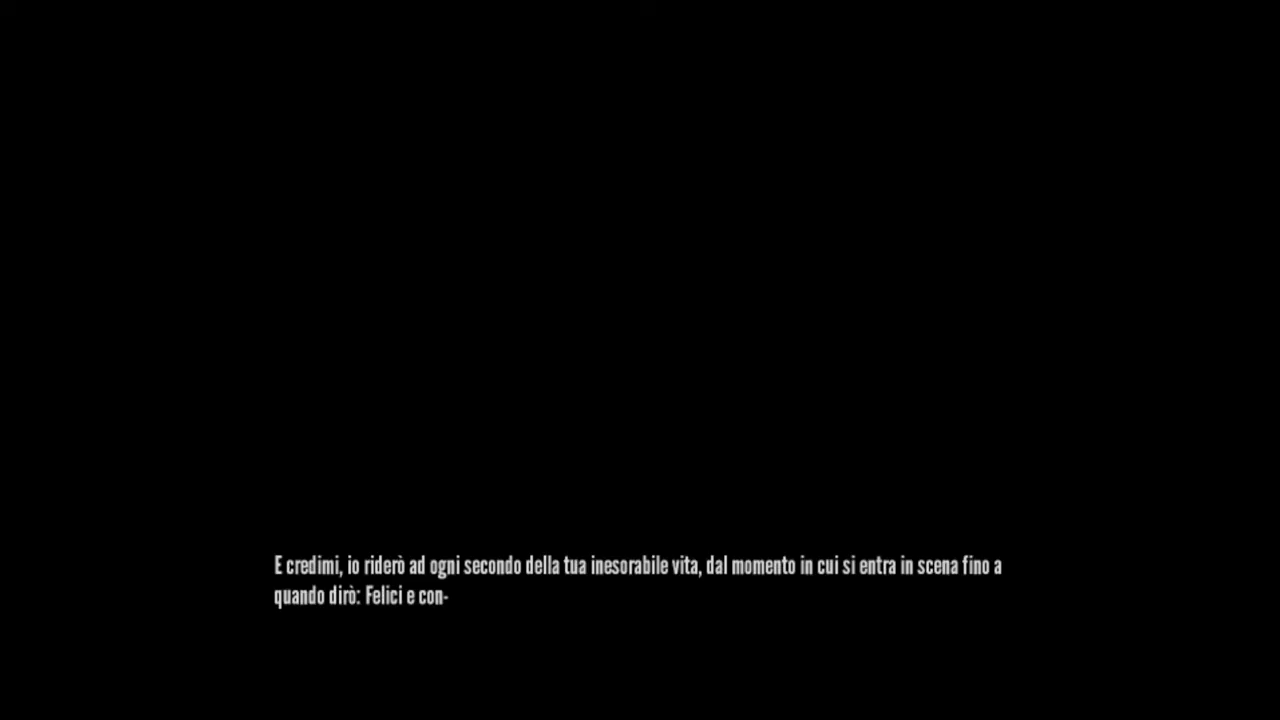 E credimi, io riderò ad ogni secondo della tua inesorabile vita, dal momento in cui si entra in scena fino a
quando dirò: Felici e con-